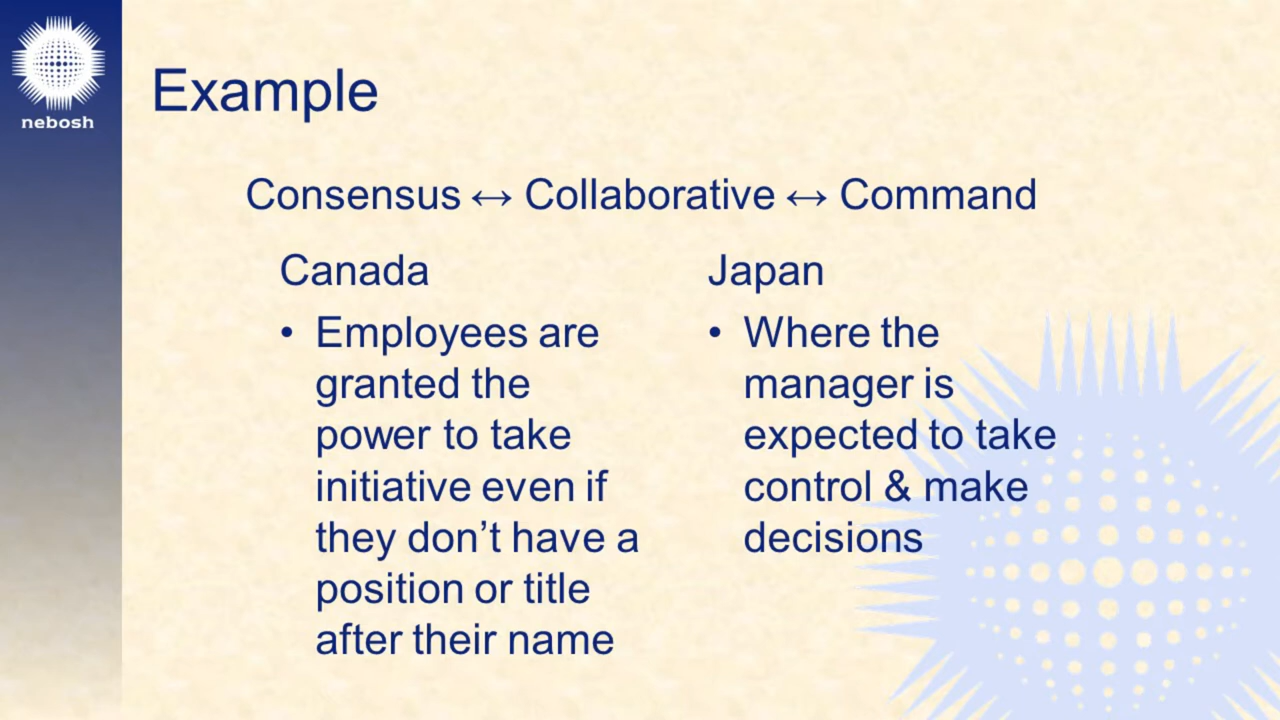 nebosh
Example
Consensus ↔ Collaborative ↔ Command
Canada
• Employees are
granted the
power to take
initiative even if
they don’t have a
position or title
after their name
Japan
• Where the
manager is
expected to take
control & make
decisions